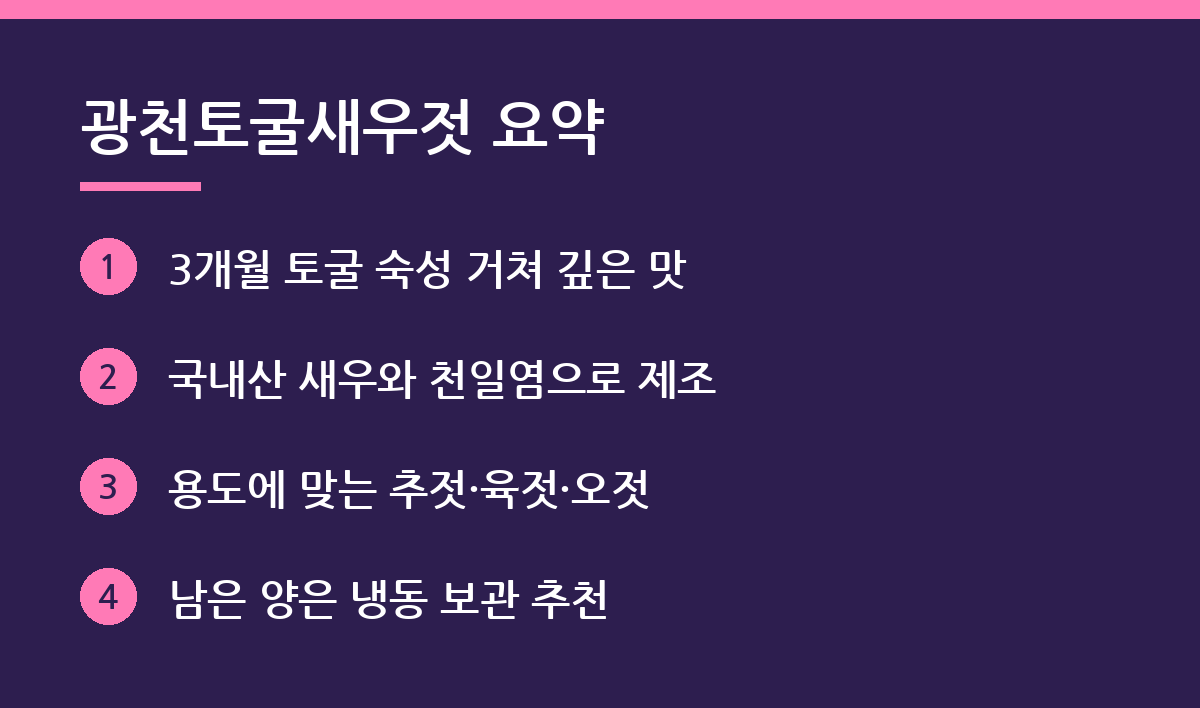 광천토굴새우젓 요약
1 3개월 토굴 숙성 거쳐 깊은 맛
2 국내산 새우와 천일염으로 제조
3 용도에 맞는 추젓·육젓·오젓
4 남은 양은 냉동 보관 추천